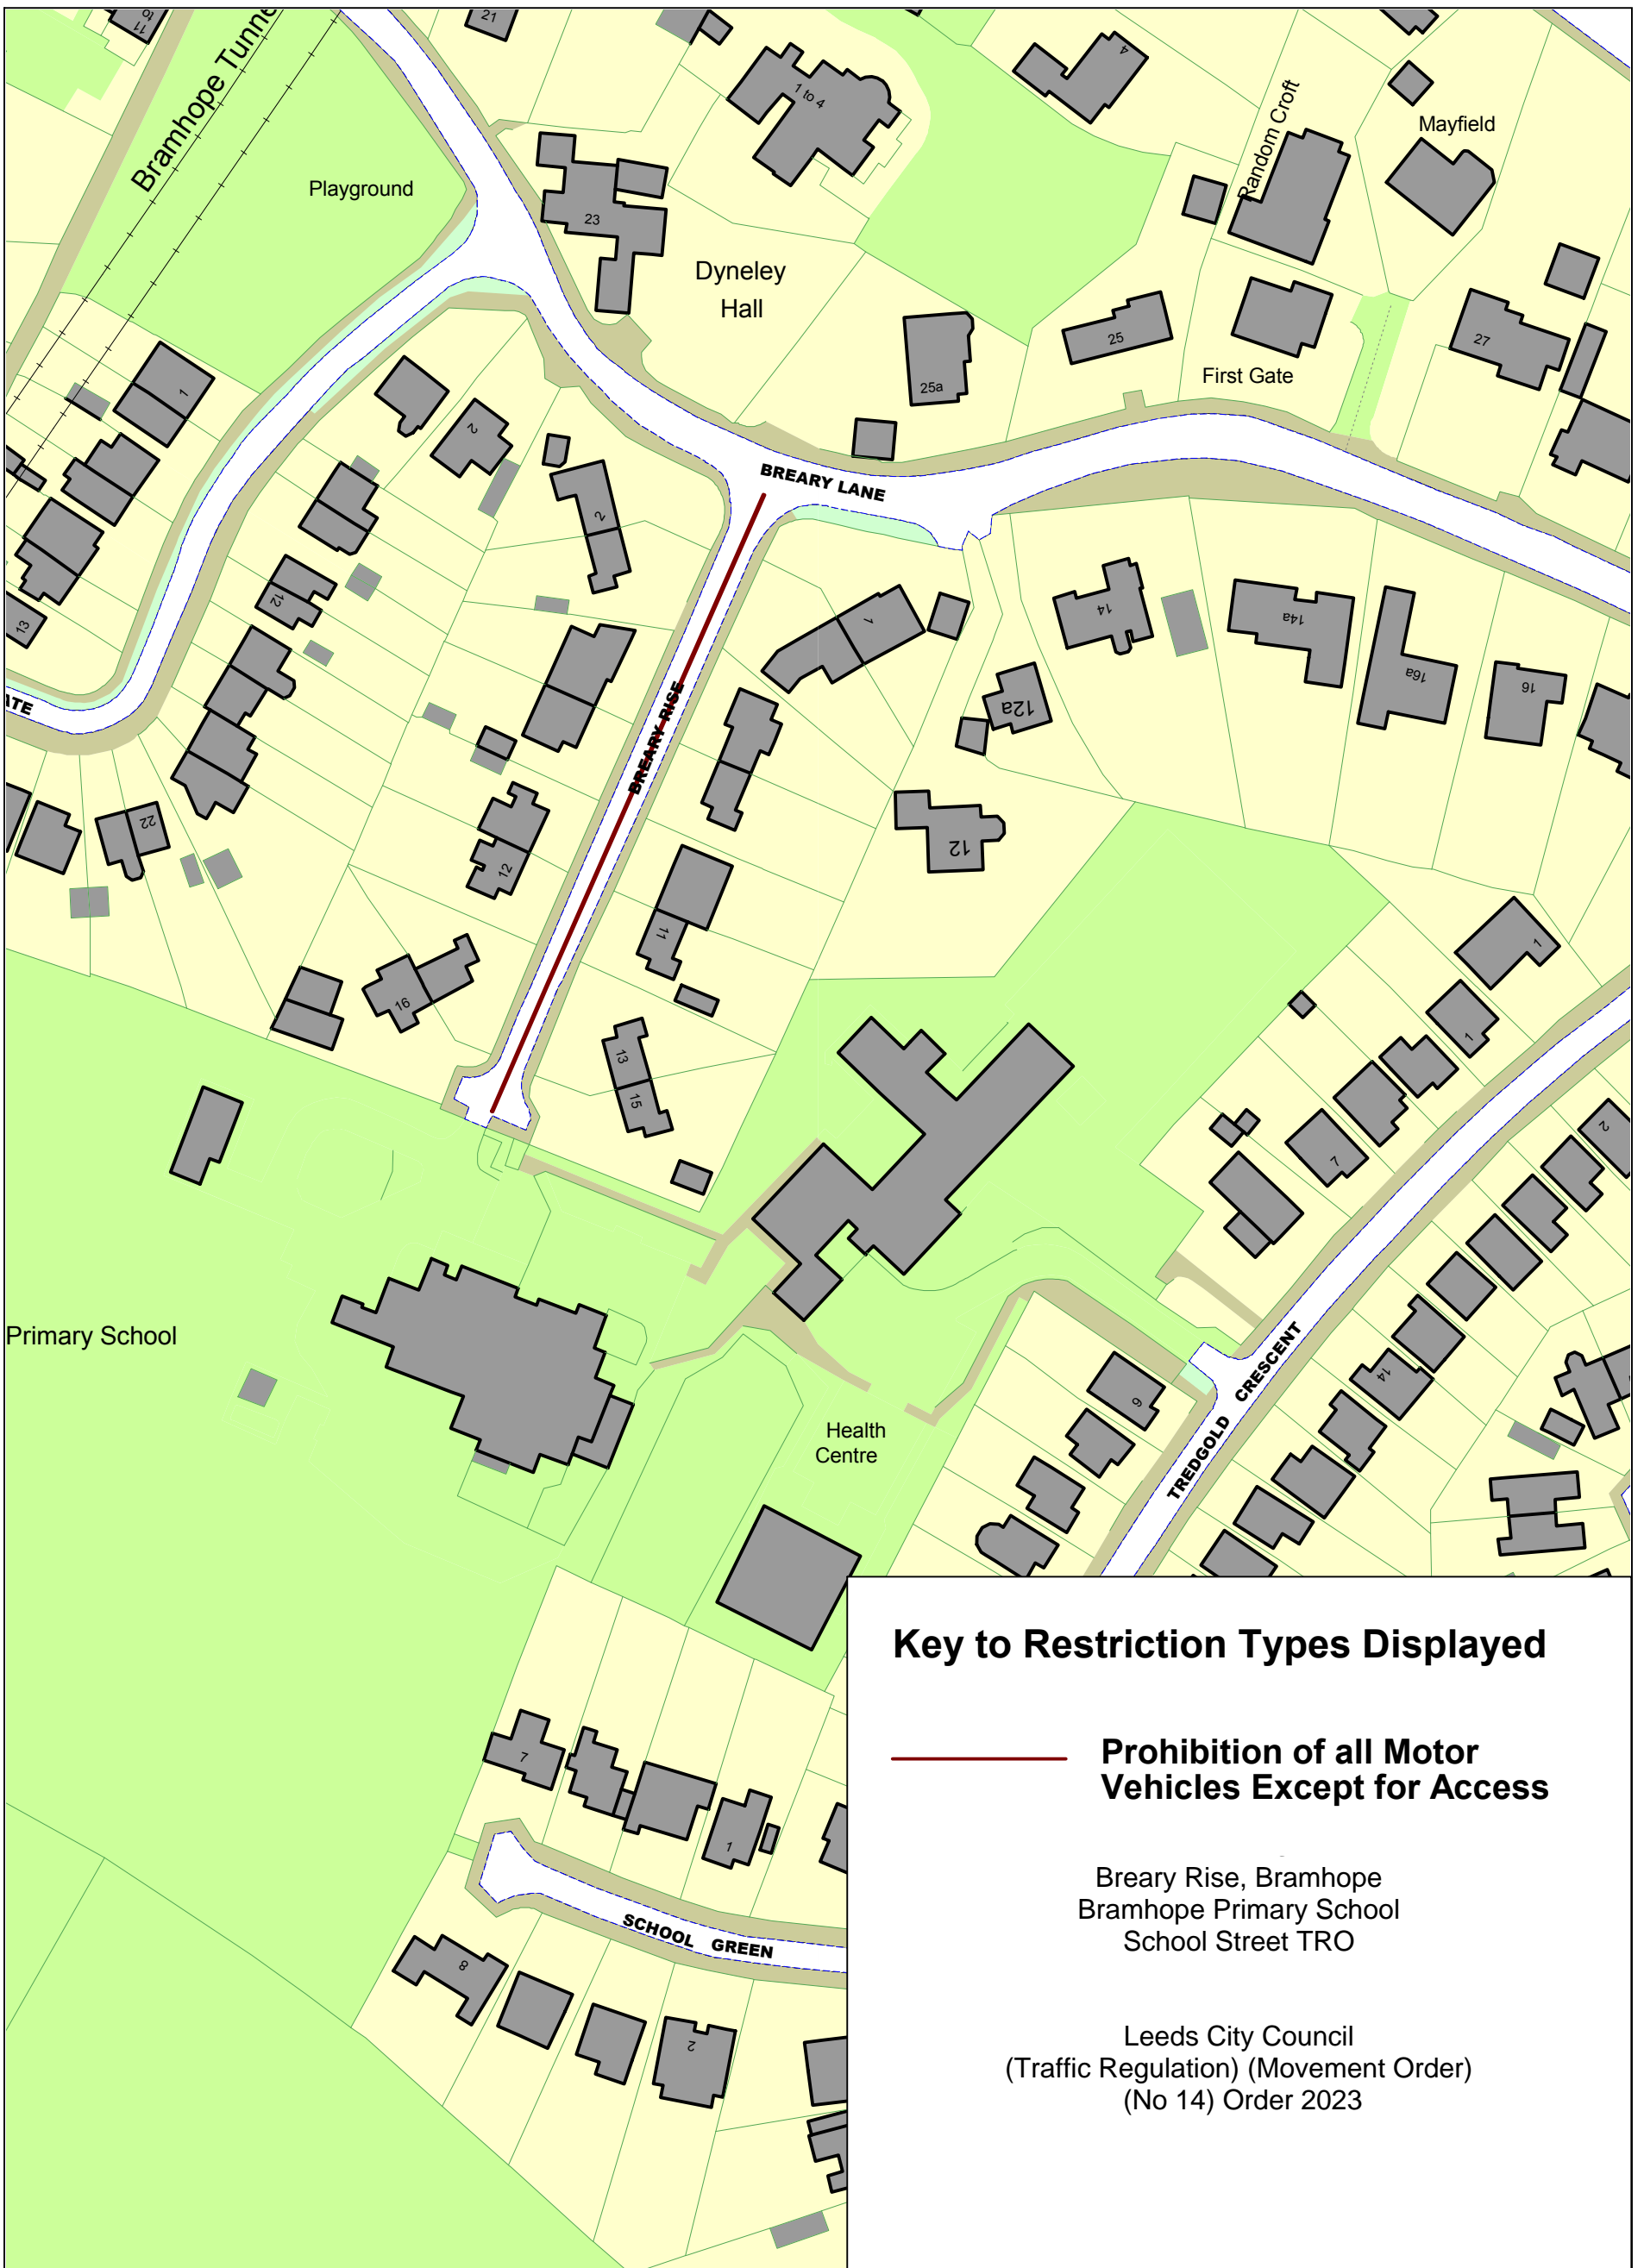 11
to
21
Bramhope Tunne
Playground
1 to 4
4
Random Croft
Mayfield
23
Dyneley
Hall
25a
25
First Gate
27
1
2
2
BREARY LANE
12
13
ATE
1
14
14a
16a
16
12a
BREARY RISE
22
12
12
11
16
13
15
1
1
7
2
Primary School
14
9
Health
Centre
TREDGOLD CRESCENT
7
1
SCHOOL GREEN
8
2
Key to Restriction Types Displayed
Prohibition of all Motor
Vehicles Except for Access
Breary Rise, Bramhope
Bramhope Primary School
School Street TRO
Leeds City Council
(Traffic Regulation) (Movement Order)
(No 14) Order 2023